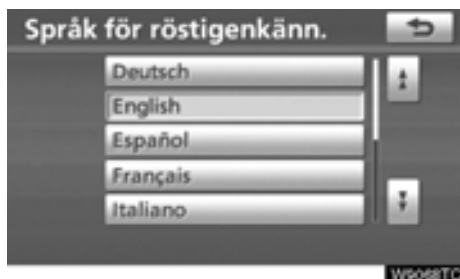 Språk för röstigenkänn.
Deutsch
English
Español
Français
Italiano